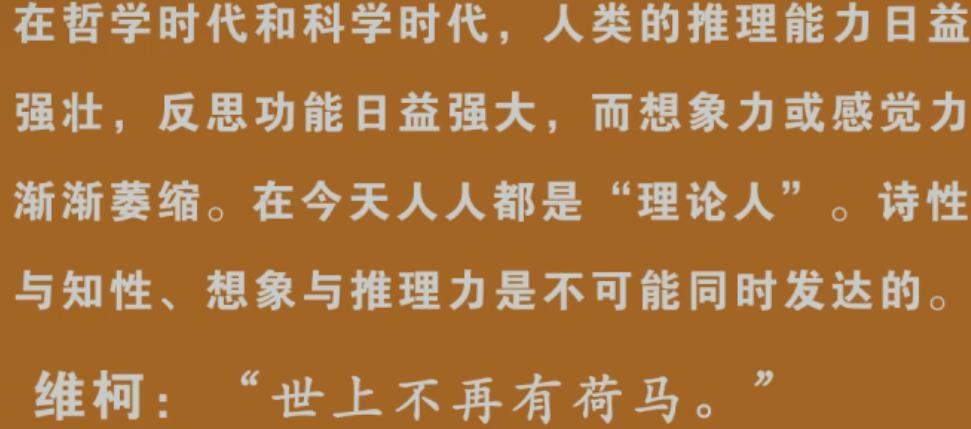 在哲学时代和科学时代，人类的推理能力日益
强壮，反思功能日益强大，而想象力或感觉力
渐渐萎缩。在今天人人都是“理论人”。诗性
与知性、想象与推理力是不可能同时发达的。
维柯：“世上不再有荷马。”